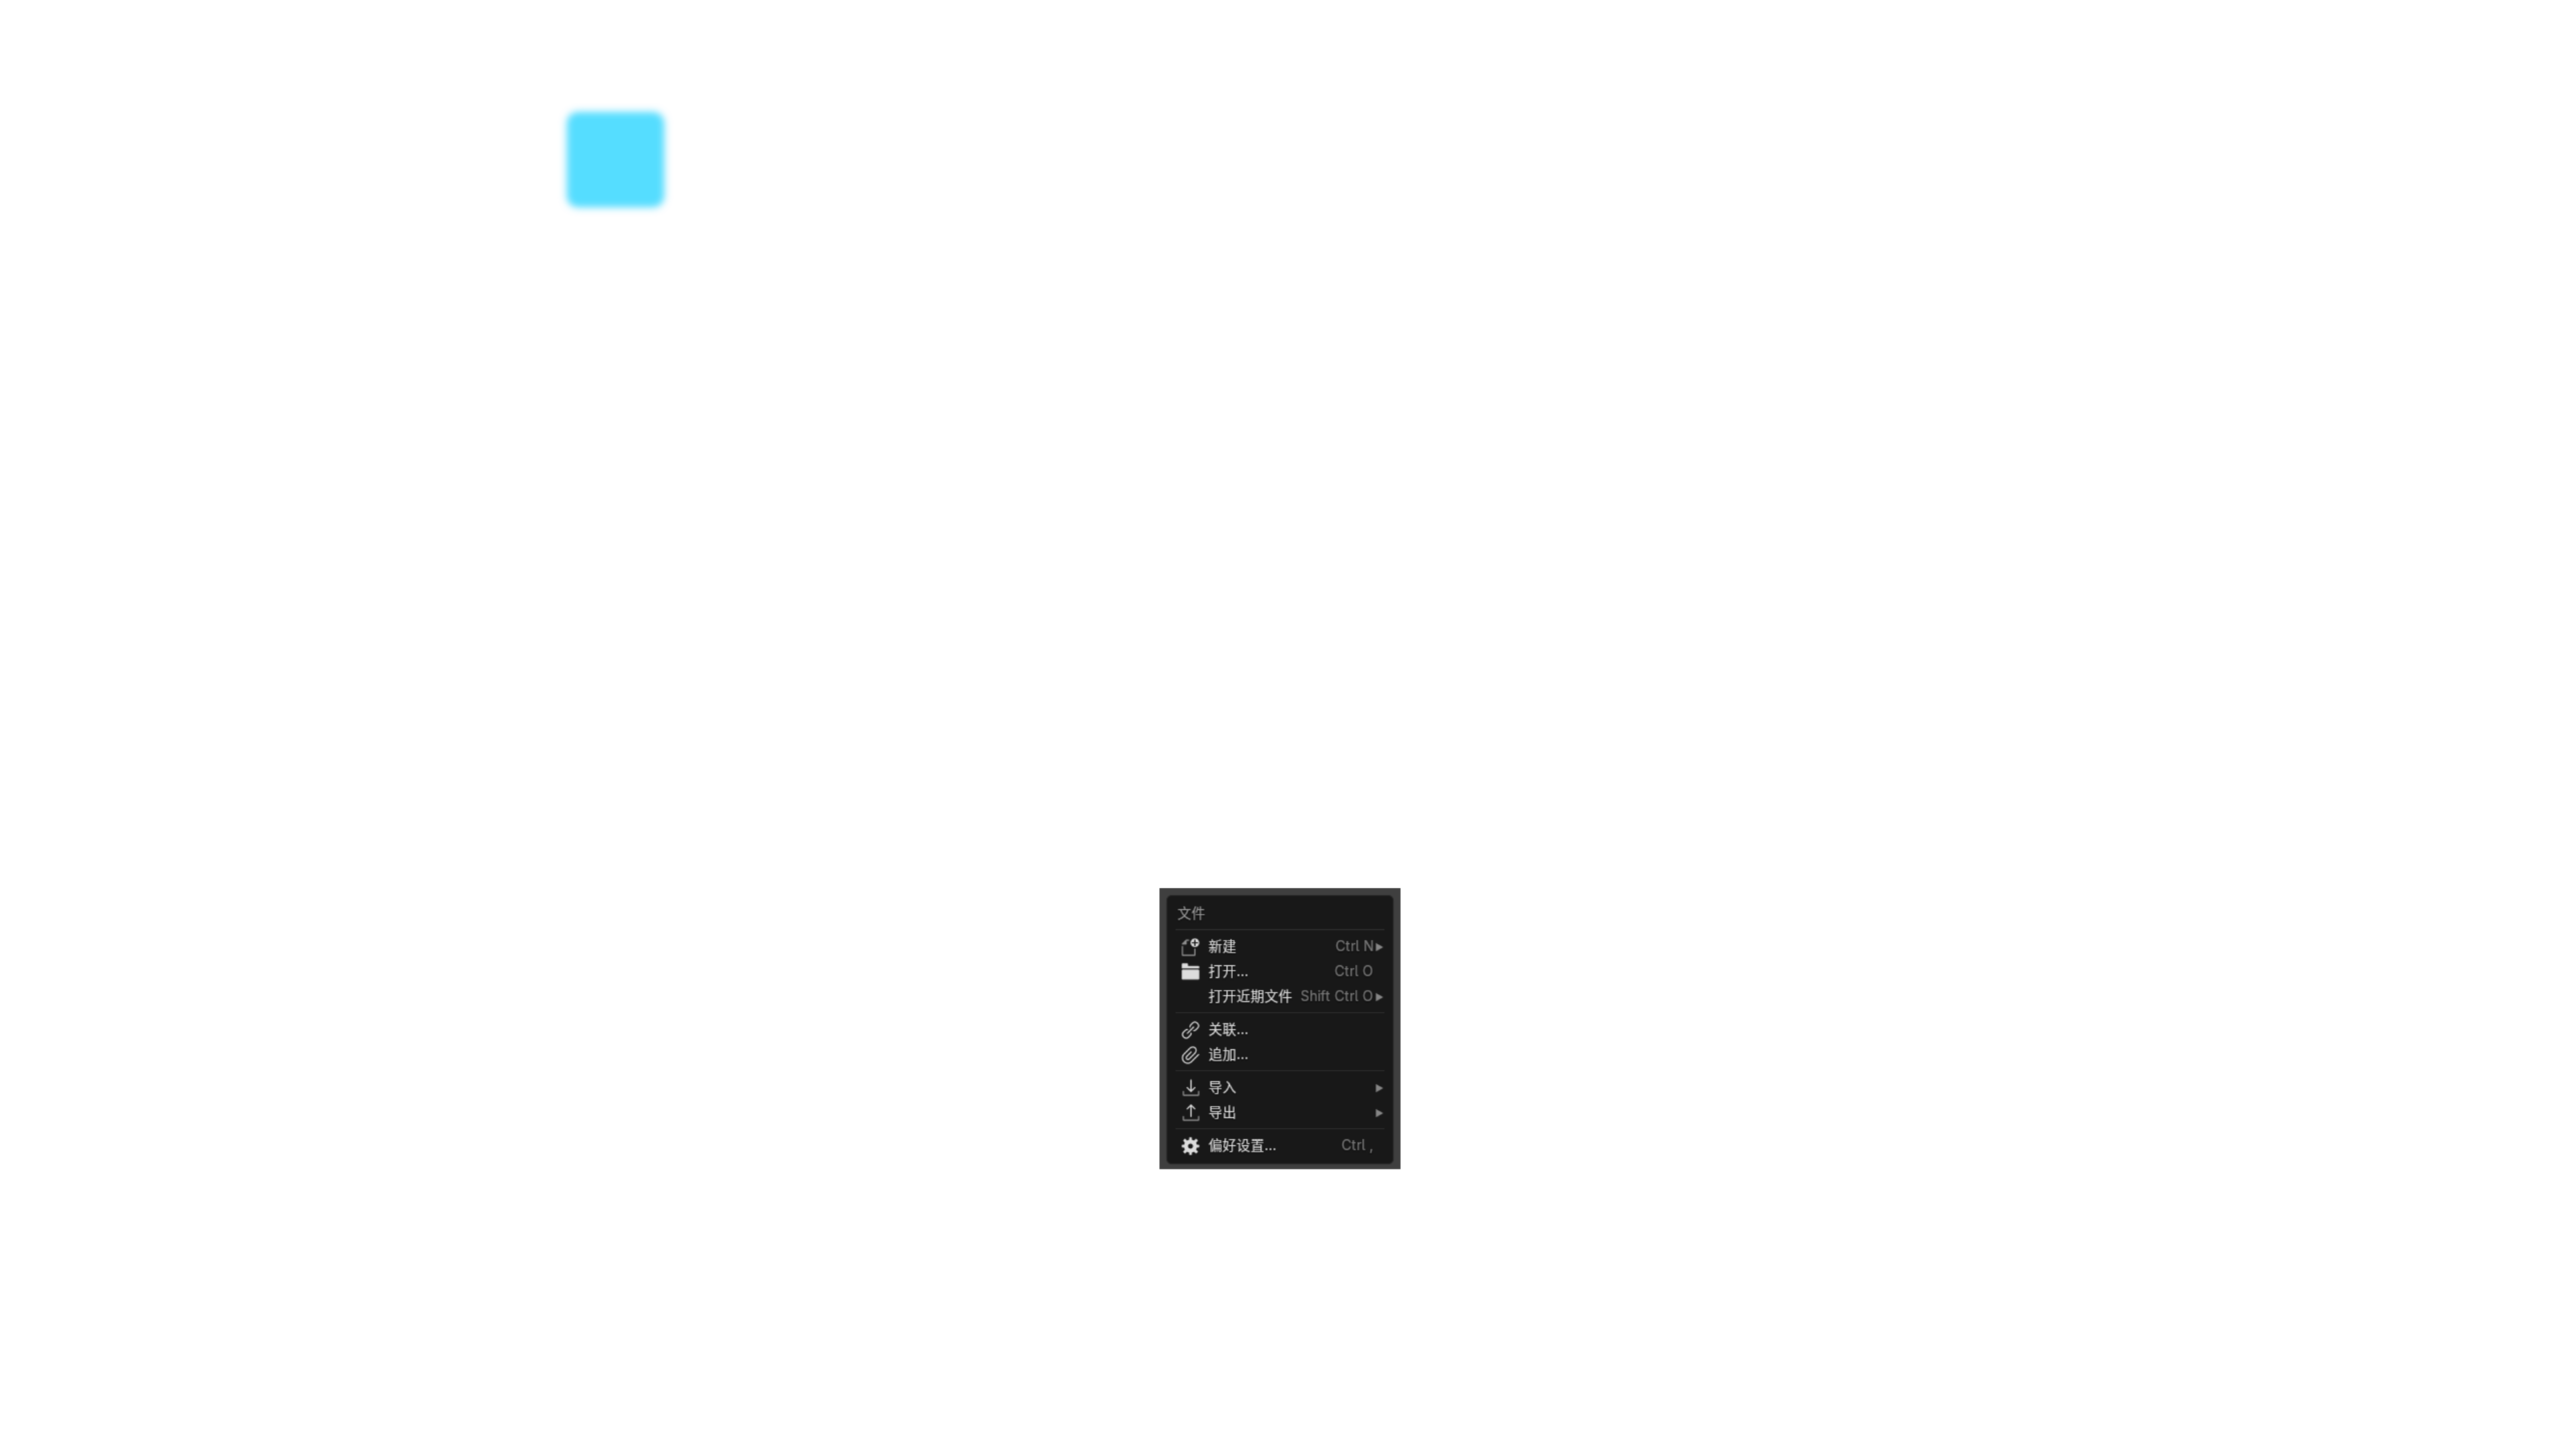 文件
新建 Ctrl N
打开... Ctrl O
打开近期文件 Shift Ctrl O
关联...
追加...
导入
导出
偏好设置... Ctrl ,